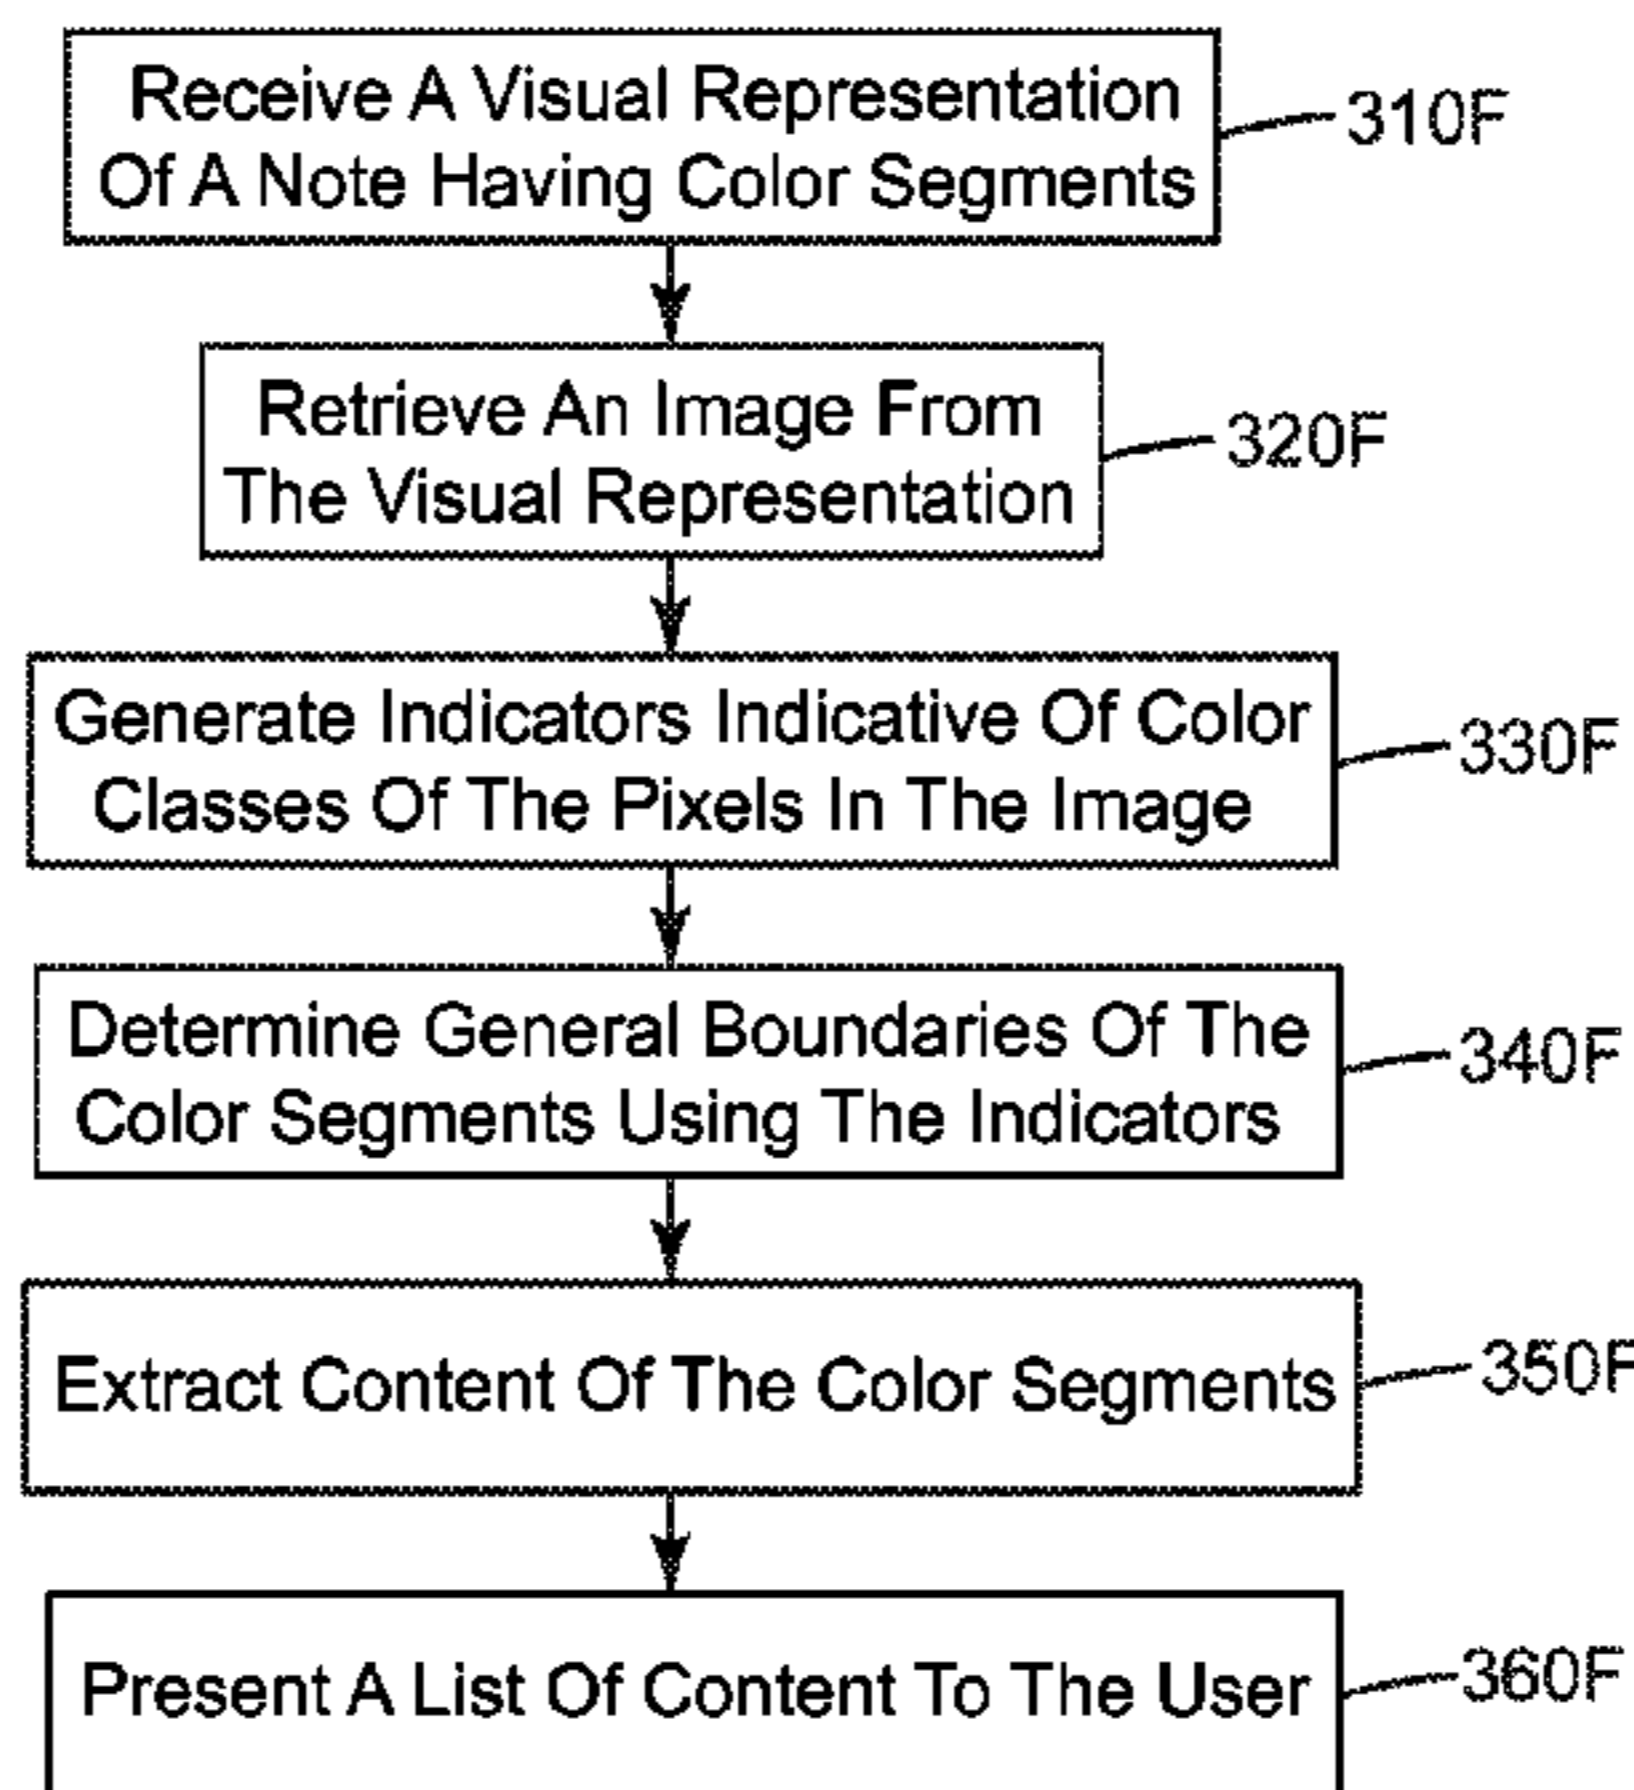 Receive A Visual Representation
Of A Note Having Color Segments
310F
Retrieve An Image From
The Visual Representation
320F
Generate Indicators Indicative Of Color
Classes Of The Pixels In The Image
330F
Determine General Boundaries Of The
Color Segments Using The Indicators
340F
Extract Content Of The Color Segments
350F
Present A List Of Content To The User
360F